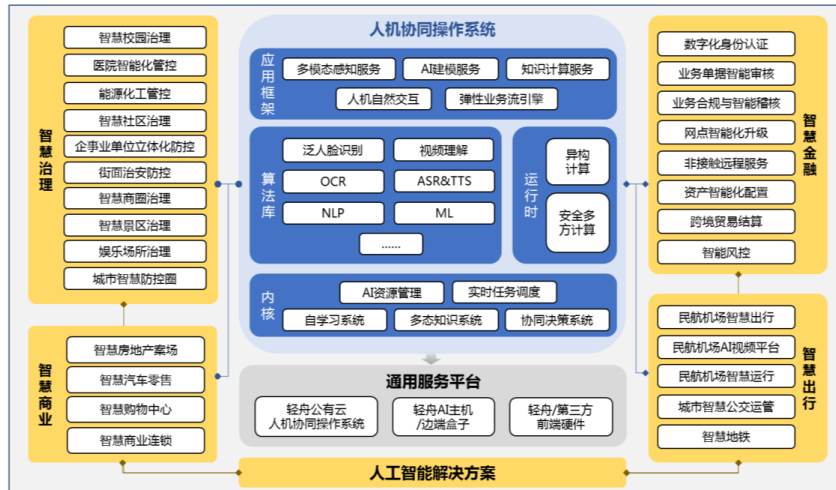 智慧治理
智慧校园治理
医院智能化管控
能源化工管控
智慧社区治理
企事业单位立体化防控
街面治安防控
智慧商圈治理
智慧景区治理
娱乐场所治理
城市智慧防控圈
智慧商业
智慧房地产案场
智慧汽车零售
智慧购物中心
智慧商业连锁
人机协同操作系统
应用框架
多模态感知服务
AI建模服务
知识计算服务
人机自然交互
弹性业务流引擎
算法库
泛人脸识别
视频理解
OCR
ASR&TTS
NLP
ML
......
运行时
异构
计算
安全多
方计算
内核
AI资源管理
实时任务调度
自学习系统
多态知识系统
协同决策系统
通用服务平台
轻舟公有云
人机协同操作系统
轻舟AI主机
/边端盒子
轻舟/第三方
前端硬件
智慧金融
数字化身份认证
业务单据智能审核
业务合规与智能稽核
网点智能化升级
非接触远程服务
资产智能化配置
跨境贸易结算
智能风控
智慧出行
民航机场智慧出行
民航机场AI视频平台
民航机场智慧运行
城市智慧公交运管
智慧地铁
人工智能解决方案